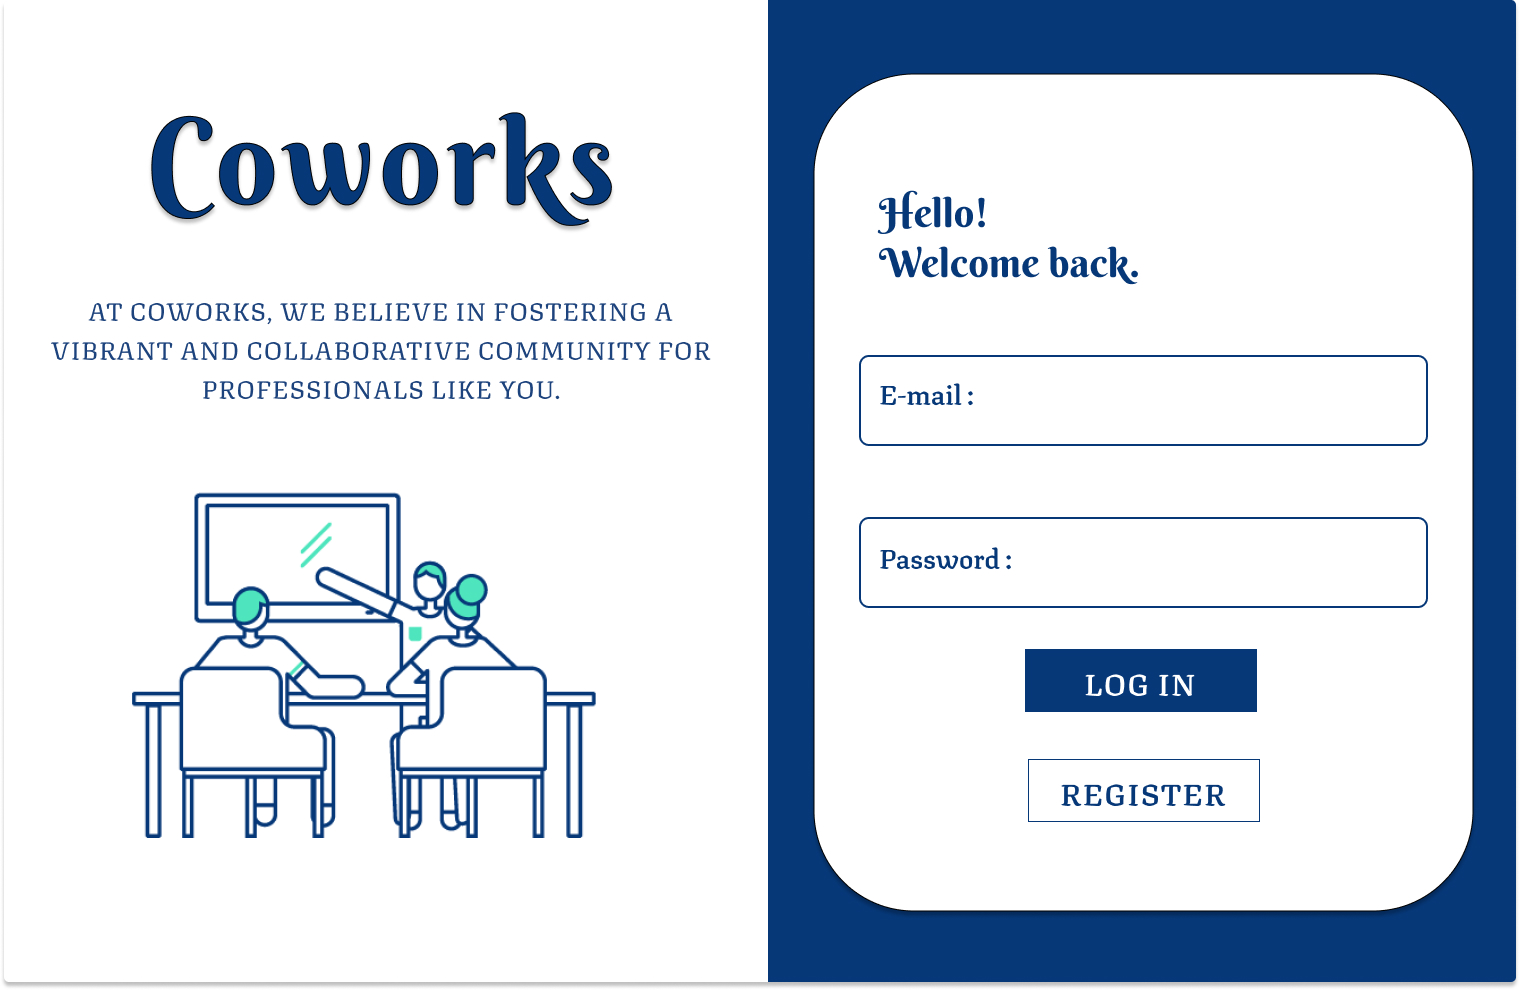 Coworks
AT COWORKS, WE BELIEVE IN FOSTERING A
VIBRANT AND COLLABORATIVE COMMUNITY FOR
PROFESSIONALS LIKE YOU.
Hello!
Welcome back.
E-mail :
Password :
LOG IN
REGISTER